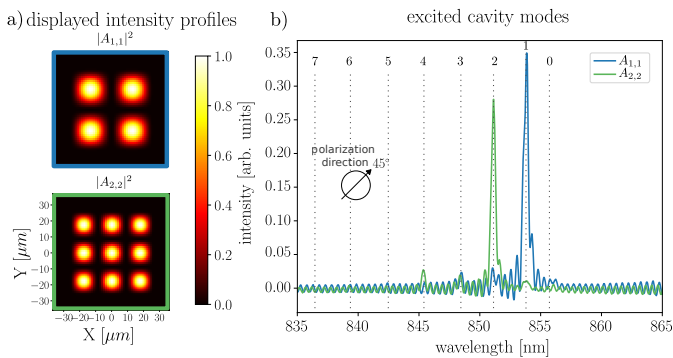 a) displayed intensity profiles
|A1,1|²
1.0
0.8
0.6
0.4
0.2
0.0
intensity [arb. units]
|A2,2|²
30
20
10
0
−10
−20
−30
Y [μm]
−30 −20 −10 0 10 20 30
X [μm]
b) excited cavity modes
7 6 5 4 3 2 1 0
A1,1
A2,2
polarization
direction 45°
0.35
0.30
0.25
0.20
0.15
0.10
0.05
0.00
835 840 845 850 855 860 865
wavelength [nm]